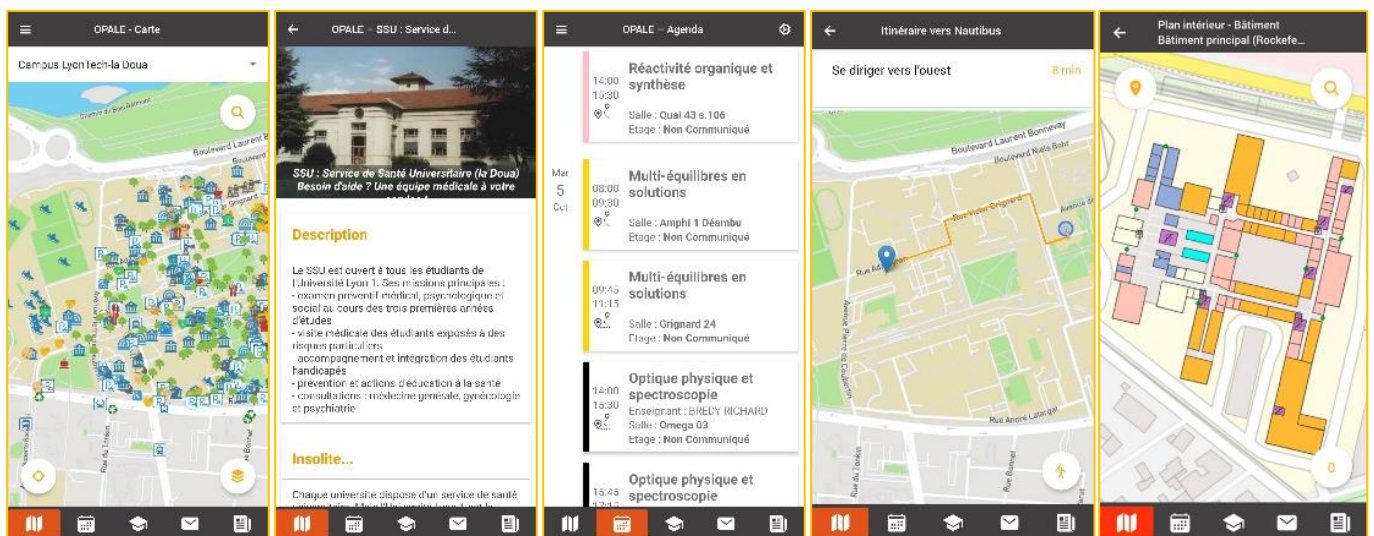 OPALE - Carte
Campus LyonTech-la Doua
Boulevard Laurent B
OPALE – SSU : Service d...
SSU : Service de Santé Universitaire (la Doua)
Besoin d'aide ? Une équipe médicale à votre
Description
Le SSU est ouvert à tous les étudiants de
l'Université Lyon 1. Ses missions principales :
- examen préventif médical, psychologique et
social au cours des trois premières années
d'études
- visite médicale des étudiants exposés à des
risques particuliers
accompagnement et intégration des étudiants
handicapés
- prévention et actions d'éducation à la santé
- consultations : médecine générale, gynécologie
et psychiatrie
Insolite...
Chaque université dispose d'un service de santé
OPALE – Agenda
14:00
15:30
Réactivité organique et
synthèse
Salle : Quai 43 s.106
Etage : Non Communiqué
Mar
5
Oct
08:00
09:30
Multi-équilibres en
solutions
Salle : Amphi 1 Déambu
Etage : Non Communiqué
09:45
11:15
Multi-équilibres en
solutions
Salle : Grignard 24
Etage : Non Communiqué
14:00
15:30
Optique physique et
spectroscopie
Enseignant : BREDY RICHARD
Salle : Omega 03
Etage : Non Communiqué
15:45
Optique physique et
spectroscopie
Itinéraire vers Nautibus
Se diriger vers l'ouest
8 min
Boulevard Laurent Bonnevay
Boulevard Niels Bohr
Rue Victor Grignard
Avenue Pierre de Coubertin
Rue du Tonkin
Plan intérieur - Bâtiment
Bâtiment principal (Rockefe...
0